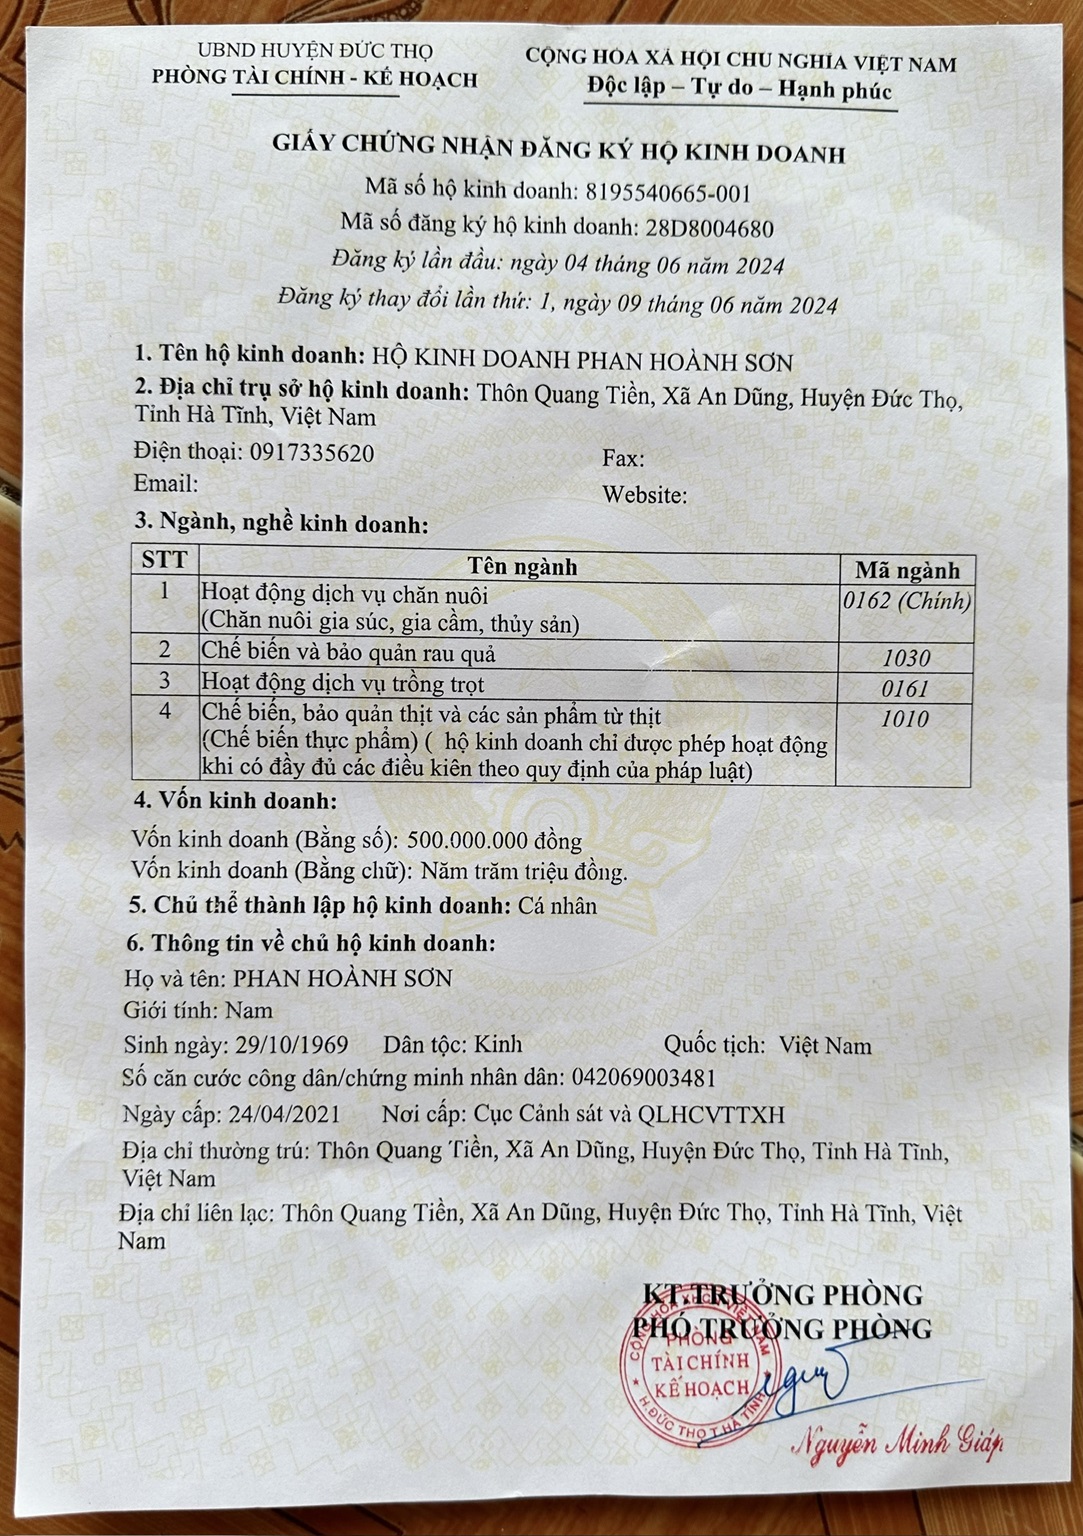 UBND HUYỆN ĐỨC THỌ
PHÒNG TÀI CHÍNH - KẾ HOẠCH
CỘNG HÒA XÃ HỘI CHỦ NGHĨA VIỆT NAM
Độc lập – Tự do – Hạnh phúc
GIẤY CHỨNG NHẬN ĐĂNG KÝ HỘ KINH DOANH
Mã số hộ kinh doanh: 8195540665-001
Mã số đăng ký hộ kinh doanh: 28D8004680
Đăng ký lần đầu: ngày 04 tháng 06 năm 2024
Đăng ký thay đổi lần thứ: 1, ngày 09 tháng 06 năm 2024
1. Tên hộ kinh doanh: HỘ KINH DOANH PHAN HOÀNH SƠN
2. Địa chỉ trụ sở hộ kinh doanh: Thôn Quang Tiền, Xã An Dũng, Huyện Đức Thọ,
Tỉnh Hà Tĩnh, Việt Nam
Điện thoại: 0917335620
Fax:
Email:
Website:
3. Ngành, nghề kinh doanh:
STT Tên ngành Mã ngành
1 Hoạt động dịch vụ chăn nuôi 0162 (Chính)
(Chăn nuôi gia súc, gia cầm, thủy sản)
2 Chế biến và bảo quản rau quả 1030
3 Hoạt động dịch vụ trồng trọt 0161
4 Chế biến, bảo quản thịt và các sản phẩm từ thịt 1010
(Chế biến thực phẩm) ( hộ kinh doanh chỉ được phép hoạt động
khi có đầy đủ các điều kiên theo quy định của pháp luật)
4. Vốn kinh doanh:
Vốn kinh doanh (Bằng số): 500.000.000 đồng
Vốn kinh doanh (Bằng chữ): Năm trăm triệu đồng.
5. Chủ thể thành lập hộ kinh doanh: Cá nhân
6. Thông tin về chủ hộ kinh doanh:
Họ và tên: PHAN HOÀNH SƠN
Giới tính: Nam
Sinh ngày: 29/10/1969 Dân tộc: Kinh Quốc tịch: Việt Nam
Số căn cước công dân/chứng minh nhân dân: 042069003481
Ngày cấp: 24/04/2021 Nơi cấp: Cục Cảnh sát và QLHCVTTXH
Địa chỉ thường trú: Thôn Quang Tiền, Xã An Dũng, Huyện Đức Thọ, Tỉnh Hà Tĩnh,
Việt Nam
Địa chỉ liên lạc: Thôn Quang Tiền, Xã An Dũng, Huyện Đức Thọ, Tỉnh Hà Tĩnh, Việt
Nam
KT.TRƯỞNG PHÒNG
PHÓ TRƯỞNG PHÒNG
CỘNG HÒA XHCN VIỆT NAM
PHÒNG
TÀI CHÍNH
KẾ HOẠCH
H.ĐỨC THỌ T.HÀ TĨNH
Nguyễn Minh Giáp